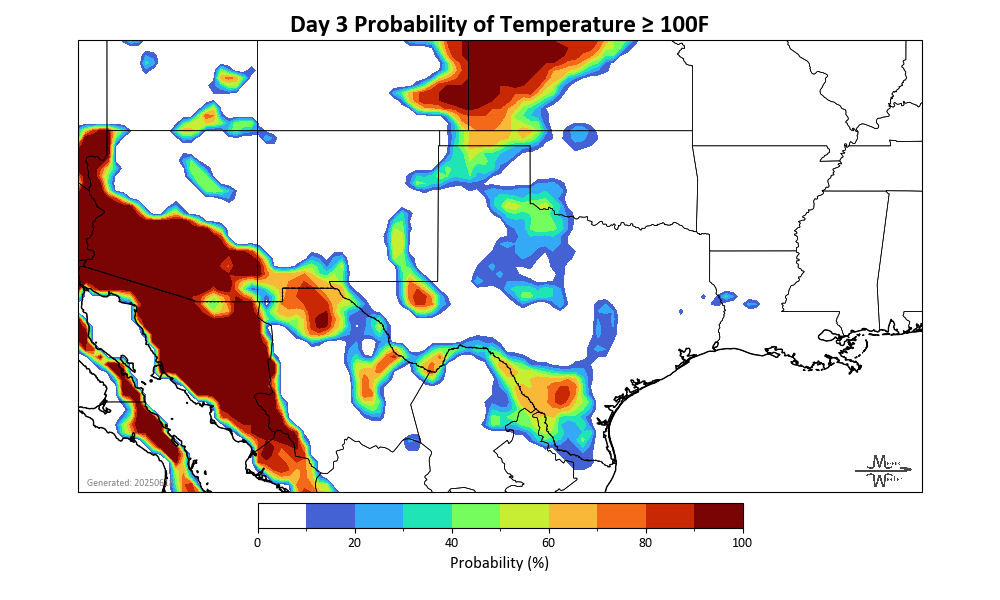 Day 3 Probability of Temperature ≥ 100F
Generated: 202506
0 20 40 60 80 100
Probability (%)